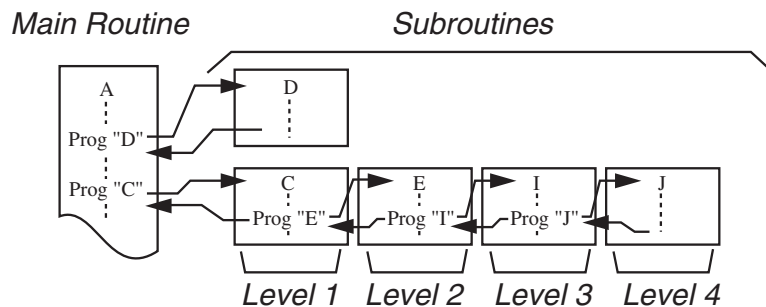 Main Routine
Subroutines
A
D
Prog "D"
Prog "C"
C
E
I
J
Prog "E"
Prog "I"
Prog "J"
Level 1
Level 2
Level 3
Level 4